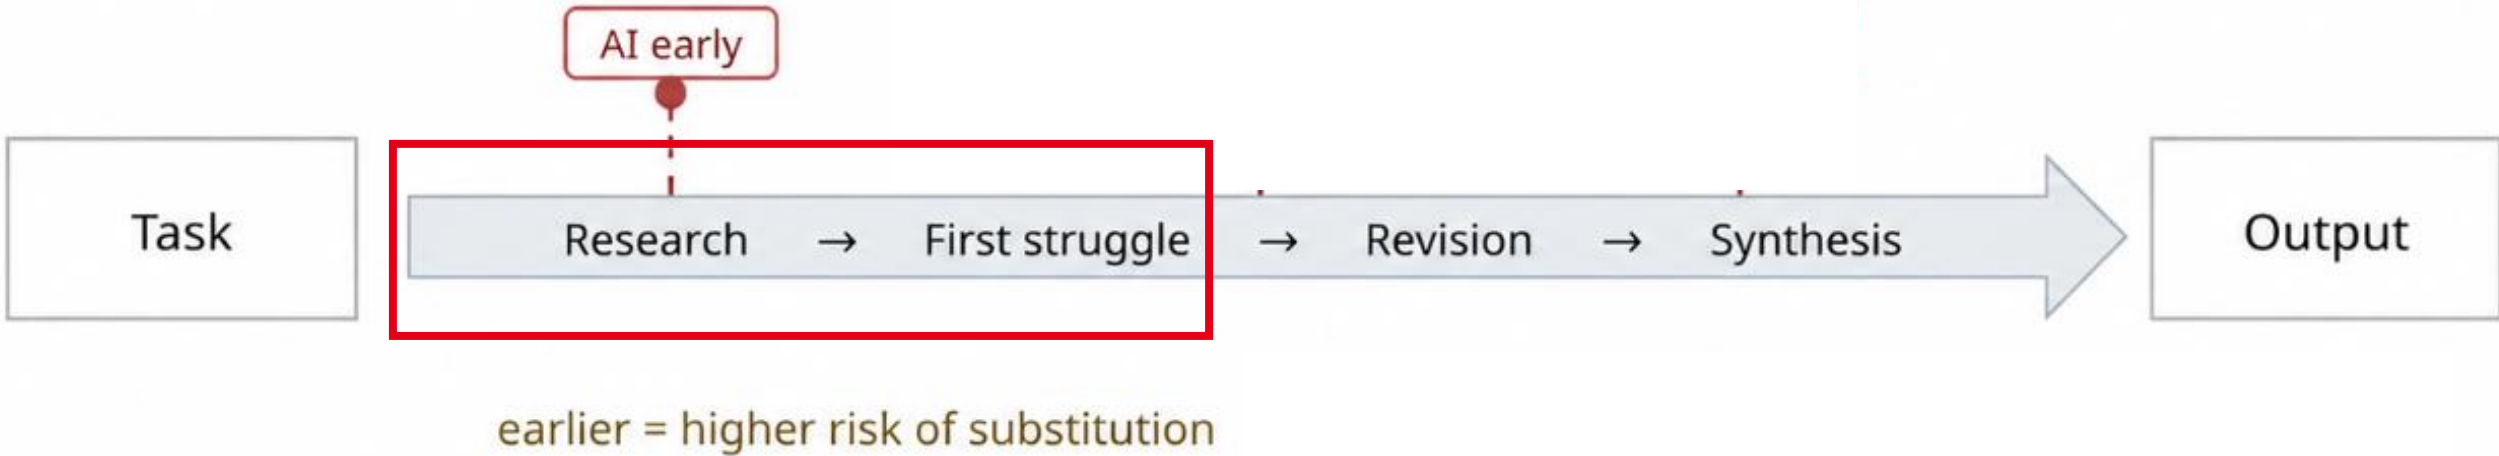 AI early
Task
Research → First struggle → Revision → Synthesis
Output
earlier = higher risk of substitution